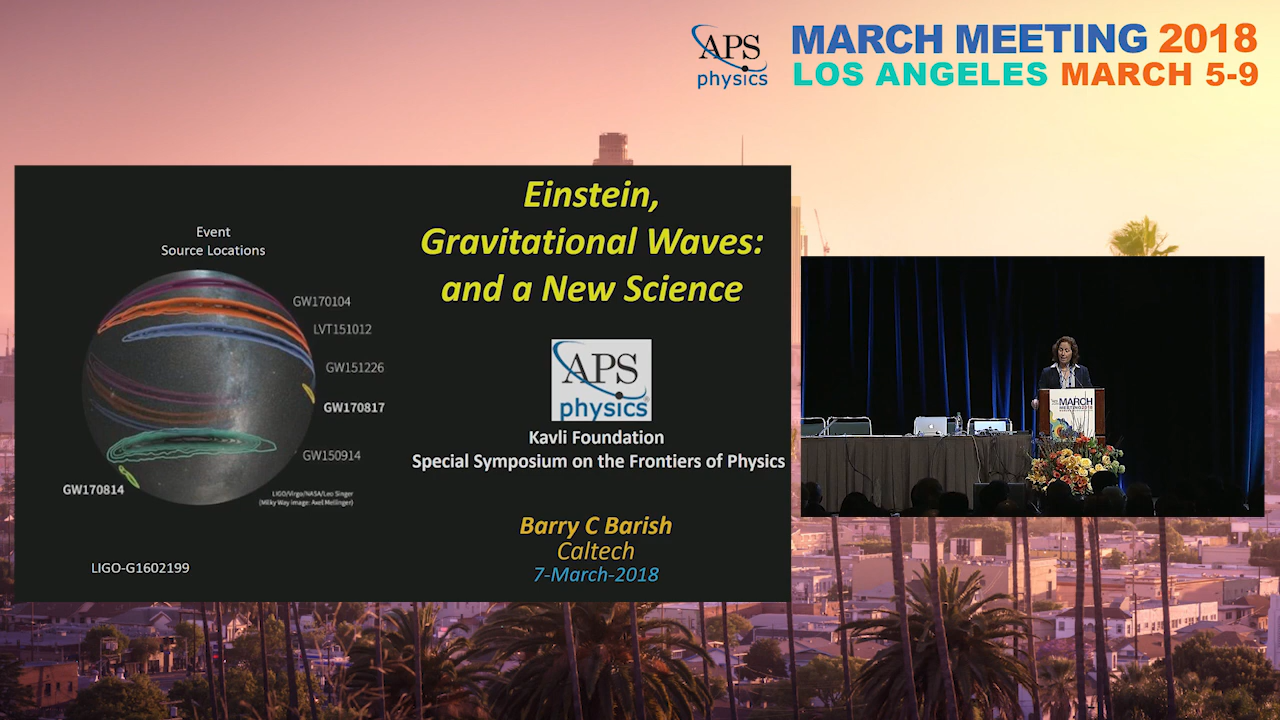 APS
physics
MARCH MEETING 2018
LOS ANGELES MARCH 5-9
Einstein,
Gravitational Waves:
and a New Science
Event
Source Locations
GW170104
LVT151012
GW151226
GW170817
GW150914
GW170814
LIGO/Virgo/NASA/Leo Singer
(Milky Way image: Axel Mellinger)
LIGO-G1602199
APS
physics
Kavli Foundation
Special Symposium on the Frontiers of Physics
Barry C Barish
Caltech
7-March-2018
MARCH
MEETING2018